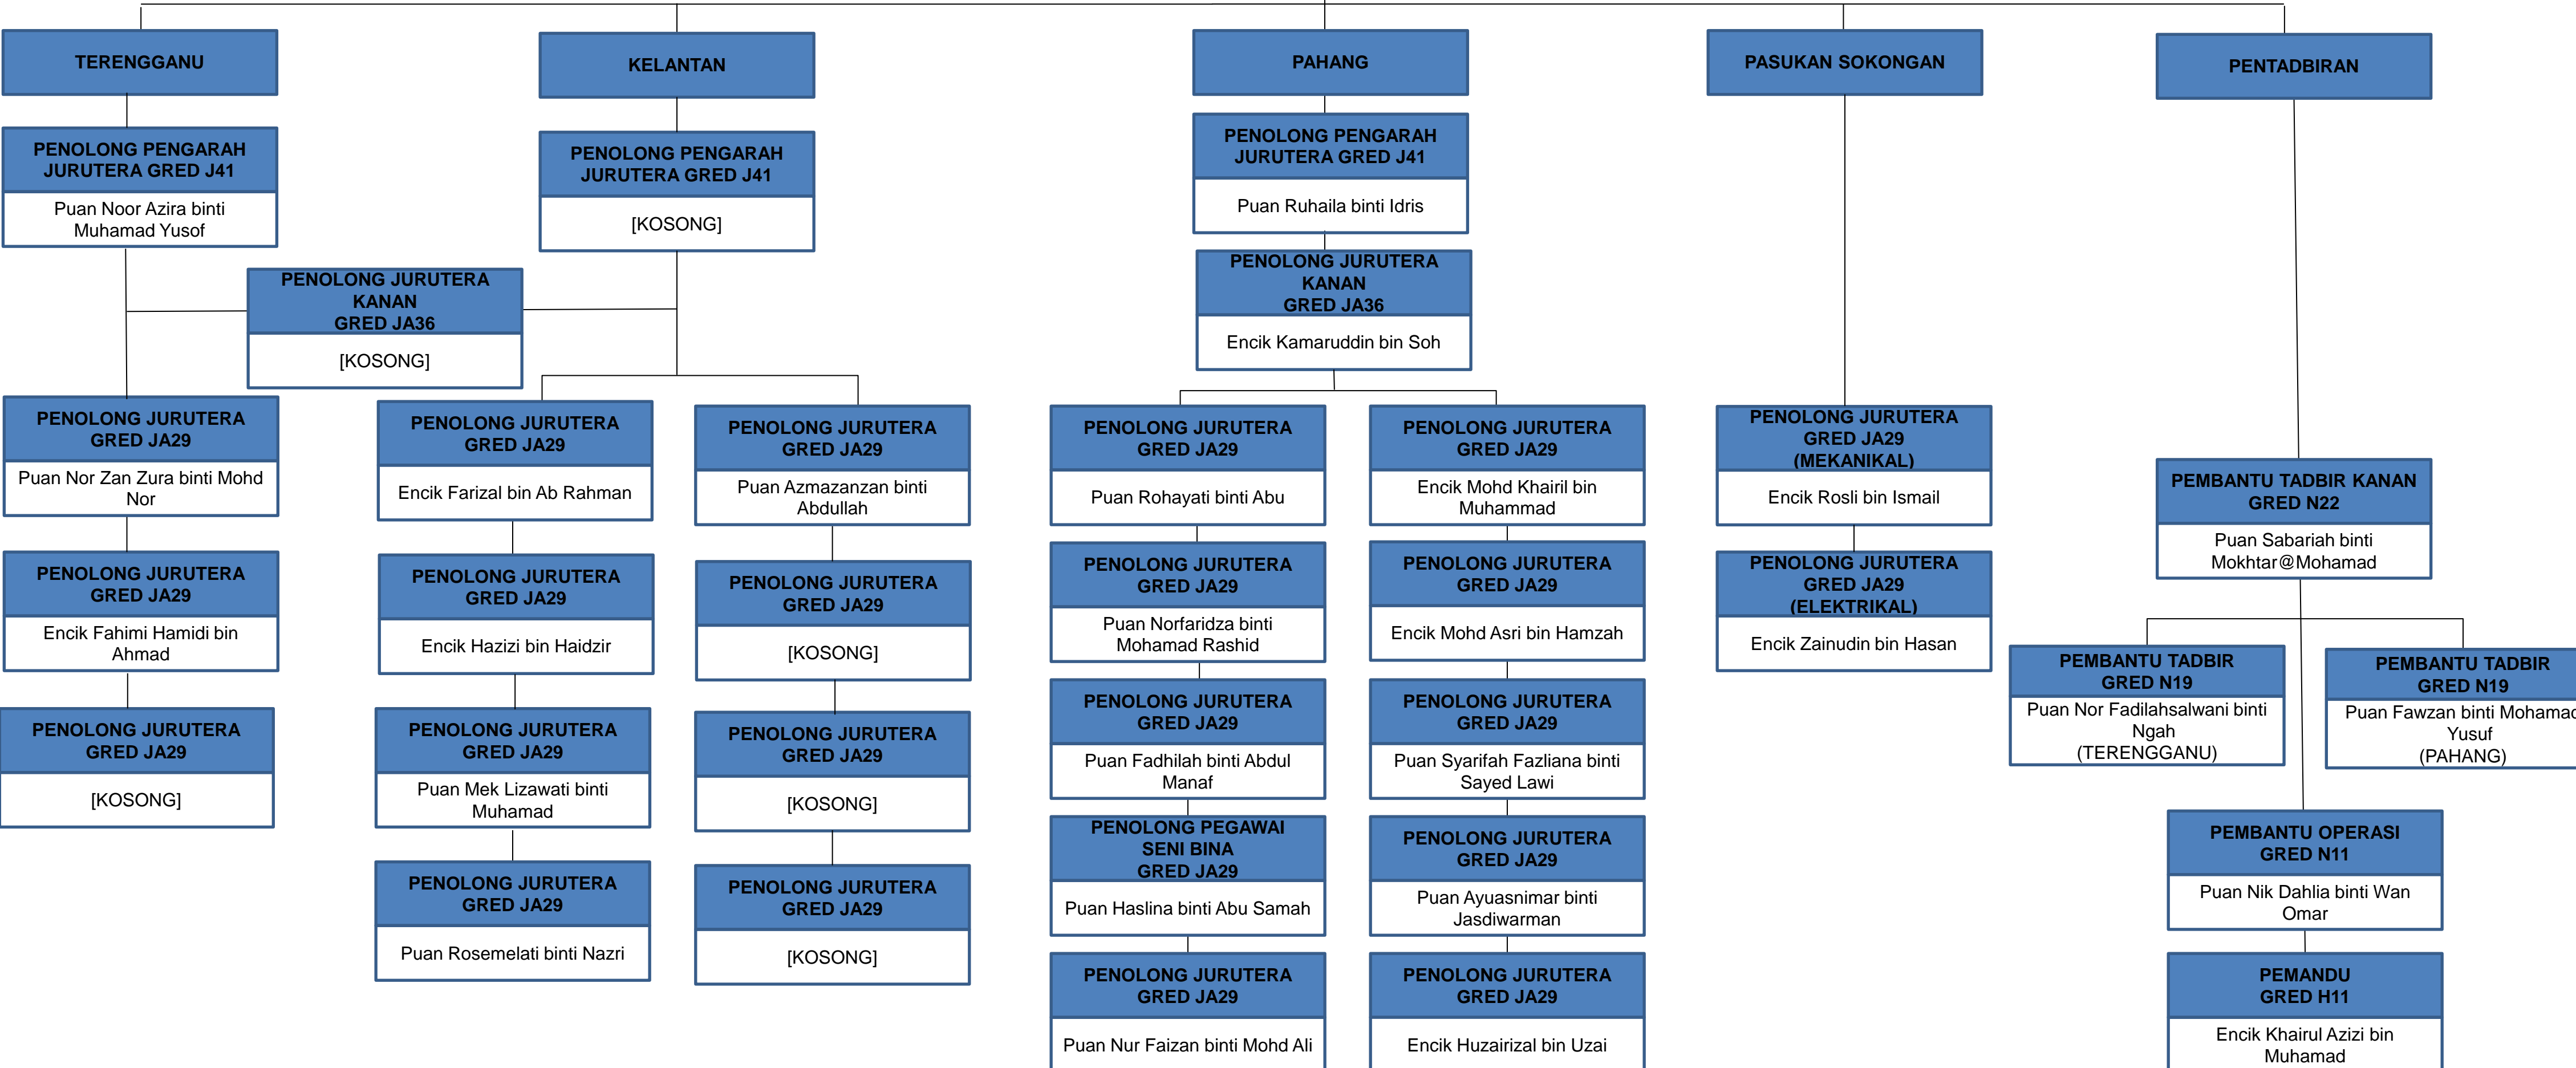 TERENGGANU
PENOLONG PENGARAH
JURUTERA GRED J41
Puan Noor Azira binti
Muhamad Yusof
KELANTAN
PENOLONG PENGARAH
JURUTERA GRED J41
[KOSONG]
PENOLONG JURUTERA
KANAN
GRED JA36
[KOSONG]
PENOLONG JURUTERA
GRED JA29
Puan Nor Zan Zura binti Mohd
Nor
PENOLONG JURUTERA
GRED JA29
Encik Fahimi Hamidi bin
Ahmad
PENOLONG JURUTERA
GRED JA29
[KOSONG]
PENOLONG JURUTERA
GRED JA29
Encik Farizal bin Ab Rahman
PENOLONG JURUTERA
GRED JA29
Encik Hazizi bin Haidzir
PENOLONG JURUTERA
GRED JA29
Puan Mek Lizawati binti
Muhamad
PENOLONG JURUTERA
GRED JA29
Puan Rosemelati binti Nazri
PENOLONG JURUTERA
GRED JA29
Puan Azmazanzan binti
Abdullah
PENOLONG JURUTERA
GRED JA29
[KOSONG]
PENOLONG JURUTERA
GRED JA29
[KOSONG]
PENOLONG JURUTERA
GRED JA29
[KOSONG]
PAHANG
PENOLONG PENGARAH
JURUTERA GRED J41
Puan Ruhaila binti Idris
PENOLONG JURUTERA
KANAN
GRED JA36
Encik Kamaruddin bin Soh
PENOLONG JURUTERA
GRED JA29
Puan Rohayati binti Abu
PENOLONG JURUTERA
GRED JA29
Puan Norfaridza binti
Mohamad Rashid
PENOLONG JURUTERA
GRED JA29
Puan Fadhilah binti Abdul
Manaf
PENOLONG PEGAWAI
SENI BINA
GRED JA29
Puan Haslina binti Abu Samah
PENOLONG JURUTERA
GRED JA29
Puan Nur Faizan binti Mohd Ali
PENOLONG JURUTERA
GRED JA29
Encik Mohd Khairil bin
Muhammad
PENOLONG JURUTERA
GRED JA29
Encik Mohd Asri bin Hamzah
PENOLONG JURUTERA
GRED JA29
Puan Syarifah Fazliana binti
Sayed Lawi
PENOLONG JURUTERA
GRED JA29
Puan Ayuasnimar binti
Jasdiwarman
PENOLONG JURUTERA
GRED JA29
Encik Huzairizal bin Uzai
PASUKAN SOKONGAN
PENOLONG JURUTERA
GRED JA29
(MEKANIKAL)
Encik Rosli bin Ismail
PENOLONG JURUTERA
GRED JA29
(ELEKTRIKAL)
Encik Zainudin bin Hasan
PENTADBIRAN
PEMBANTU TADBIR KANAN
GRED N22
Puan Sabariah binti
Mokhtar@Mohamad
PEMBANTU TADBIR
GRED N19
Puan Nor Fadilahsalwani binti
Ngah
(TERENGGANU)
PEMBANTU TADBIR
GRED N19
Puan Fawzan binti
Yusuf
(PAHANG)
PEMBANTU OPERASI
GRED N11
Puan Nik Dahlia binti Wan
Omar
PEMANDU
GRED H11
Encik Khairul Azizi bin
Muhamad